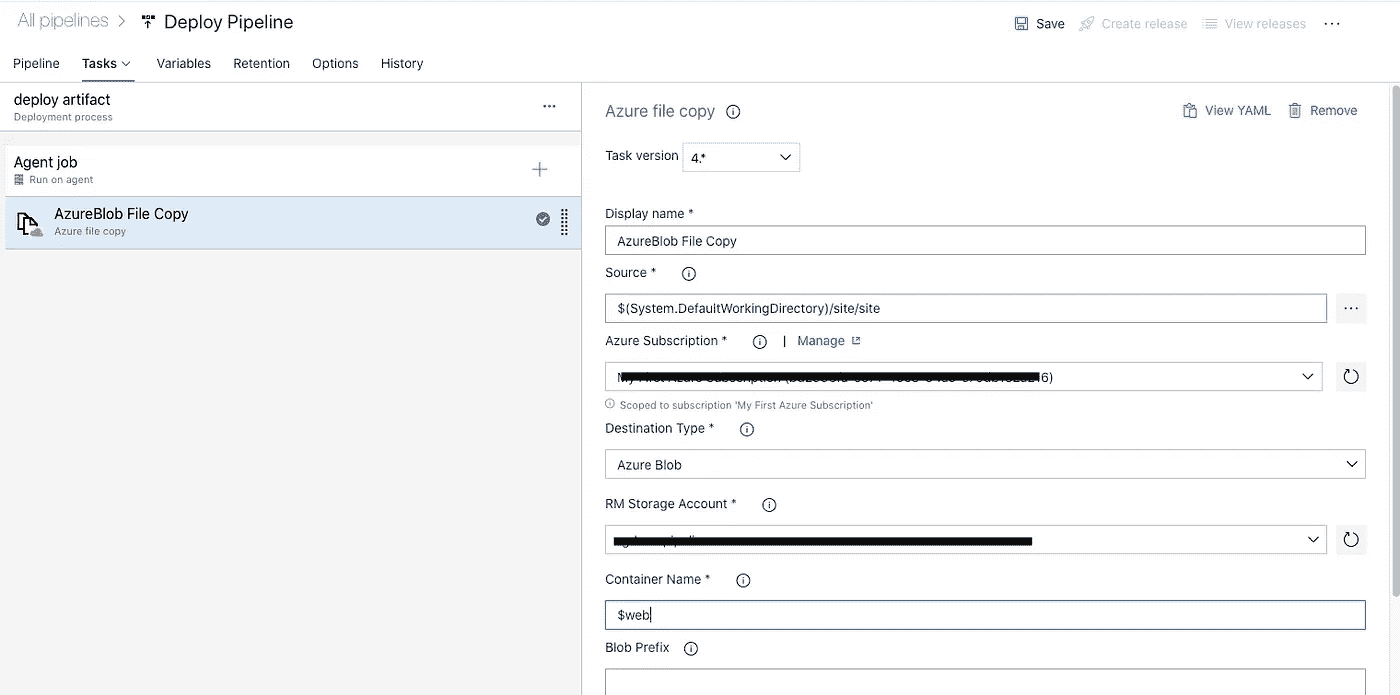 All pipelines > Deploy Pipeline
Save Create release View releases ...
Pipeline Tasks Variables Retention Options History
deploy artifact
Deployment process
...
Agent job
Run on agent
AzureBlob File Copy
Azure file copy
Azure file copy
View YAML Remove
Task version 4.*
Display name *
AzureBlob File Copy
Source *
$(System.DefaultWorkingDirectory)/site/site
...
Azure Subscription * | Manage
6)
Scoped to subscription 'My First Azure Subscription'
Destination Type *
Azure Blob
RM Storage Account *
Container Name *
$web
Blob Prefix